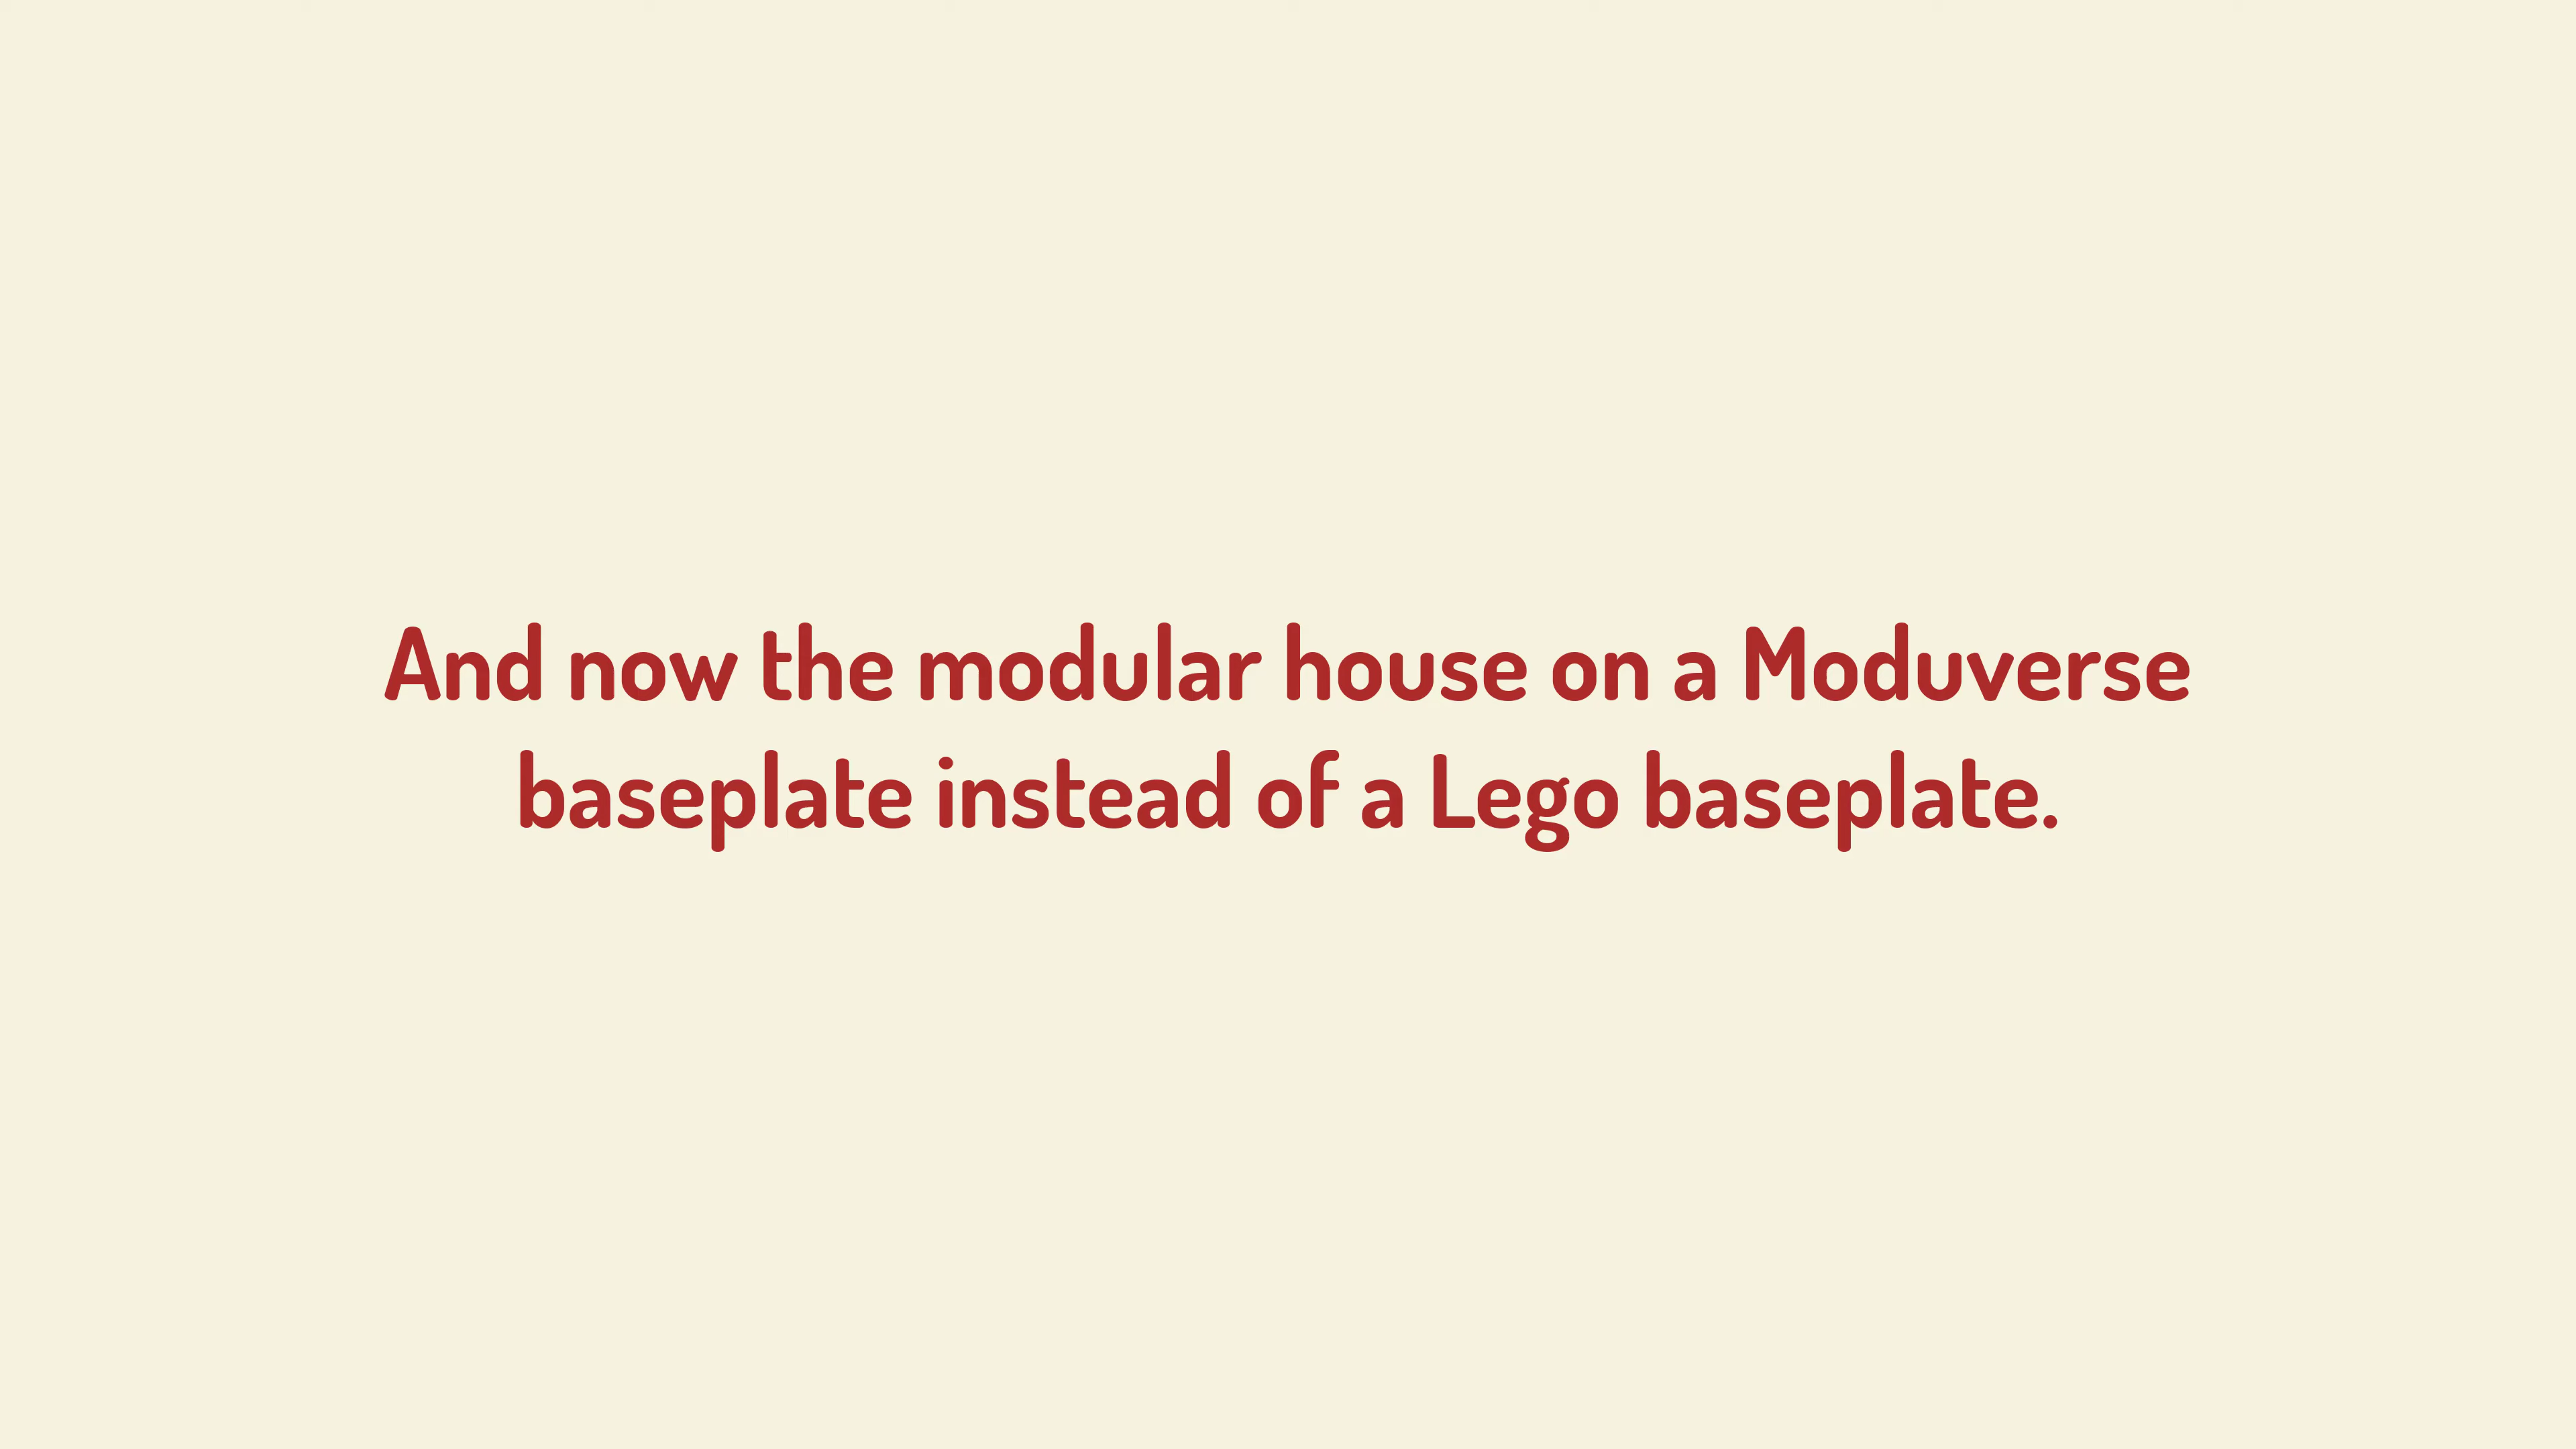 And now the modular house on a Moduverse
baseplate instead of a Lego baseplate.